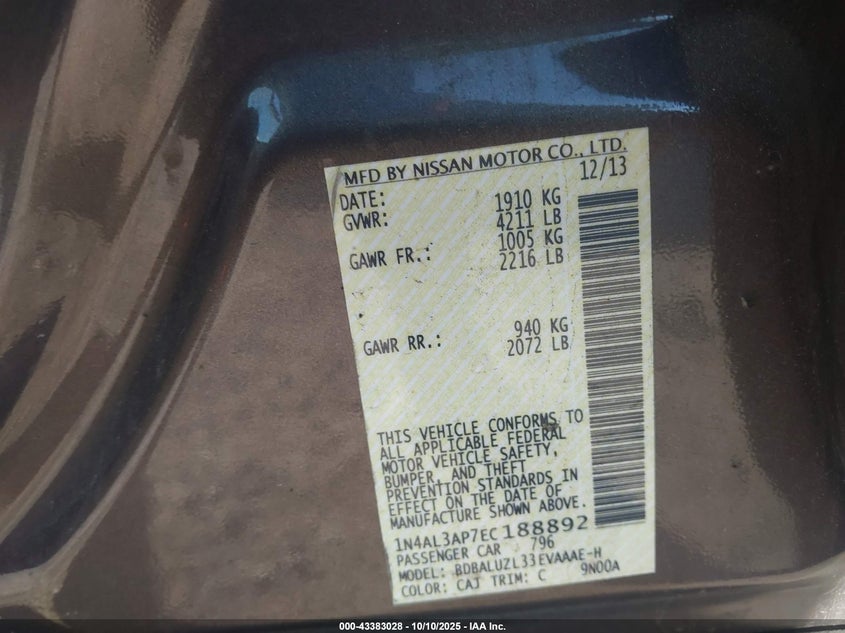 MFD BY NISSAN MOTOR CO., LTD.
DATE: 12/13
GVWR: 1910 KG
4211 LB
GAWR FR.: 1005 KG
2216 LB
GAWR RR.: 940 KG
2072 LB
THIS VEHICLE CONFORMS TO
ALL APPLICABLE FEDERAL
MOTOR VEHICLE SAFETY,
BUMPER, AND THEFT
PREVENTION STANDARDS IN
EFFECT ON THE DATE OF
MANUFACTURE SHOWN ABOVE.
1N4AL3AP7EC188892
PASSENGER CAR 796
MODEL: BDBALUZL33EVAAAE-H
COLOR: CAJ TRIM: C 9N00A
000-43383028 - 10/10/2025 - IAA Inc.